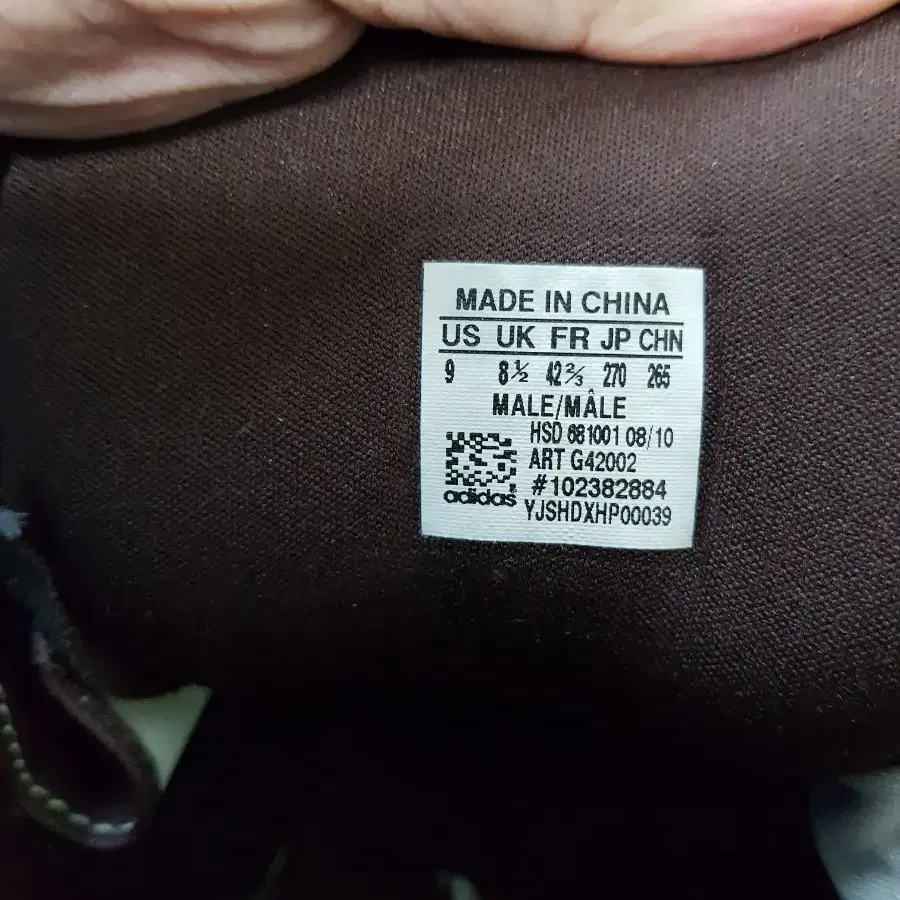 MADE IN CHINA
US UK FR JP CHN
9 8½ 42⅔ 270 265
MALE/MÂLE
HSD 681001 08/10
ART G42002
#102382884
adidas
YJSHDXHP00039